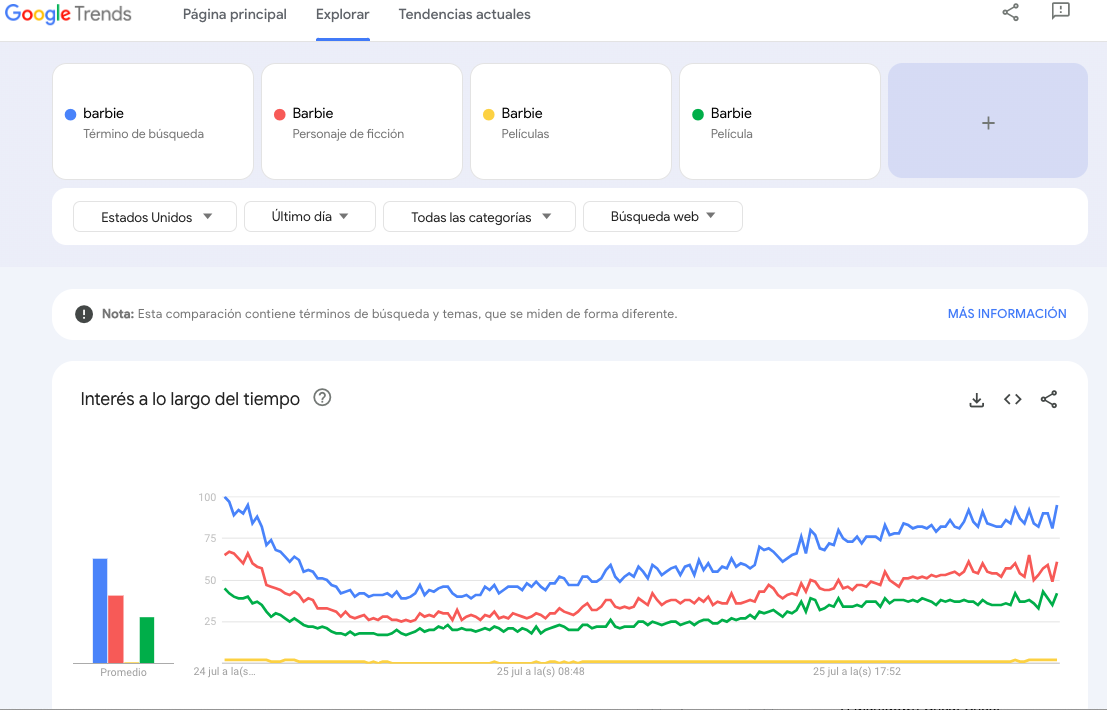 Google Trends
Página principal
Explorar
Tendencias actuales
barbie
Término de búsqueda
Barbie
Personaje de ficción
Barbie
Películas
Barbie
Película
+
Estados Unidos
Último día
Todas las categorías
Búsqueda web
Nota: Esta comparación contiene términos de búsqueda y temas, que se miden de forma diferente.
MÁS INFORMACIÓN
Interés a lo largo del tiempo
100
75
50
25
Promedio
24 jul a la(s...
25 jul a la(s) 08:48
25 jul a la(s) 17:52